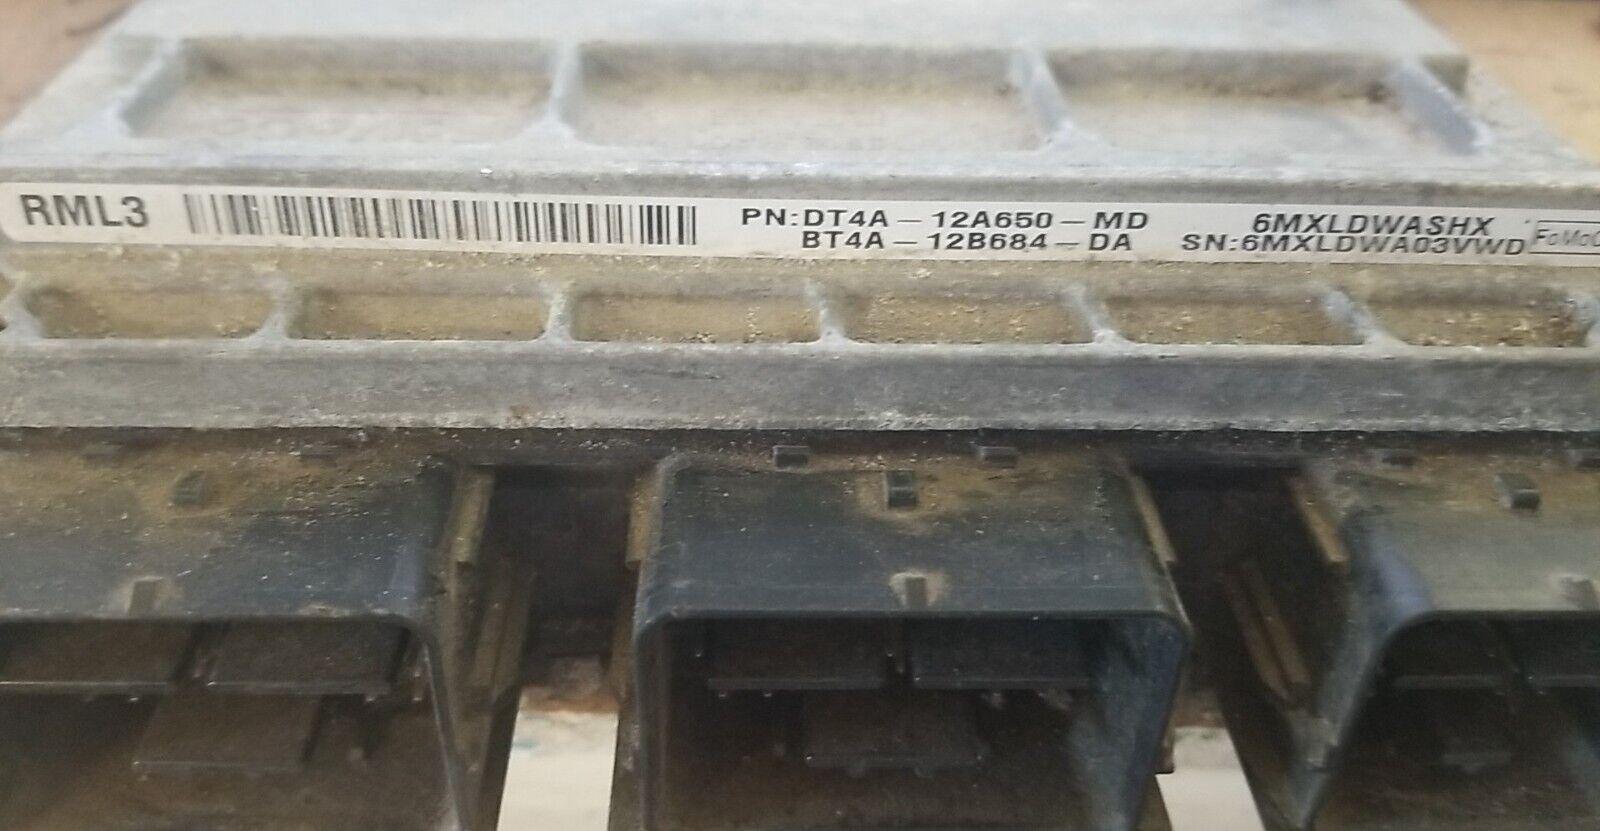 RML3
PN:DT4A-12A650-MD
BT4A-12B684-DA
6MXLDWASHX
SN:6MXLDWA03VWD